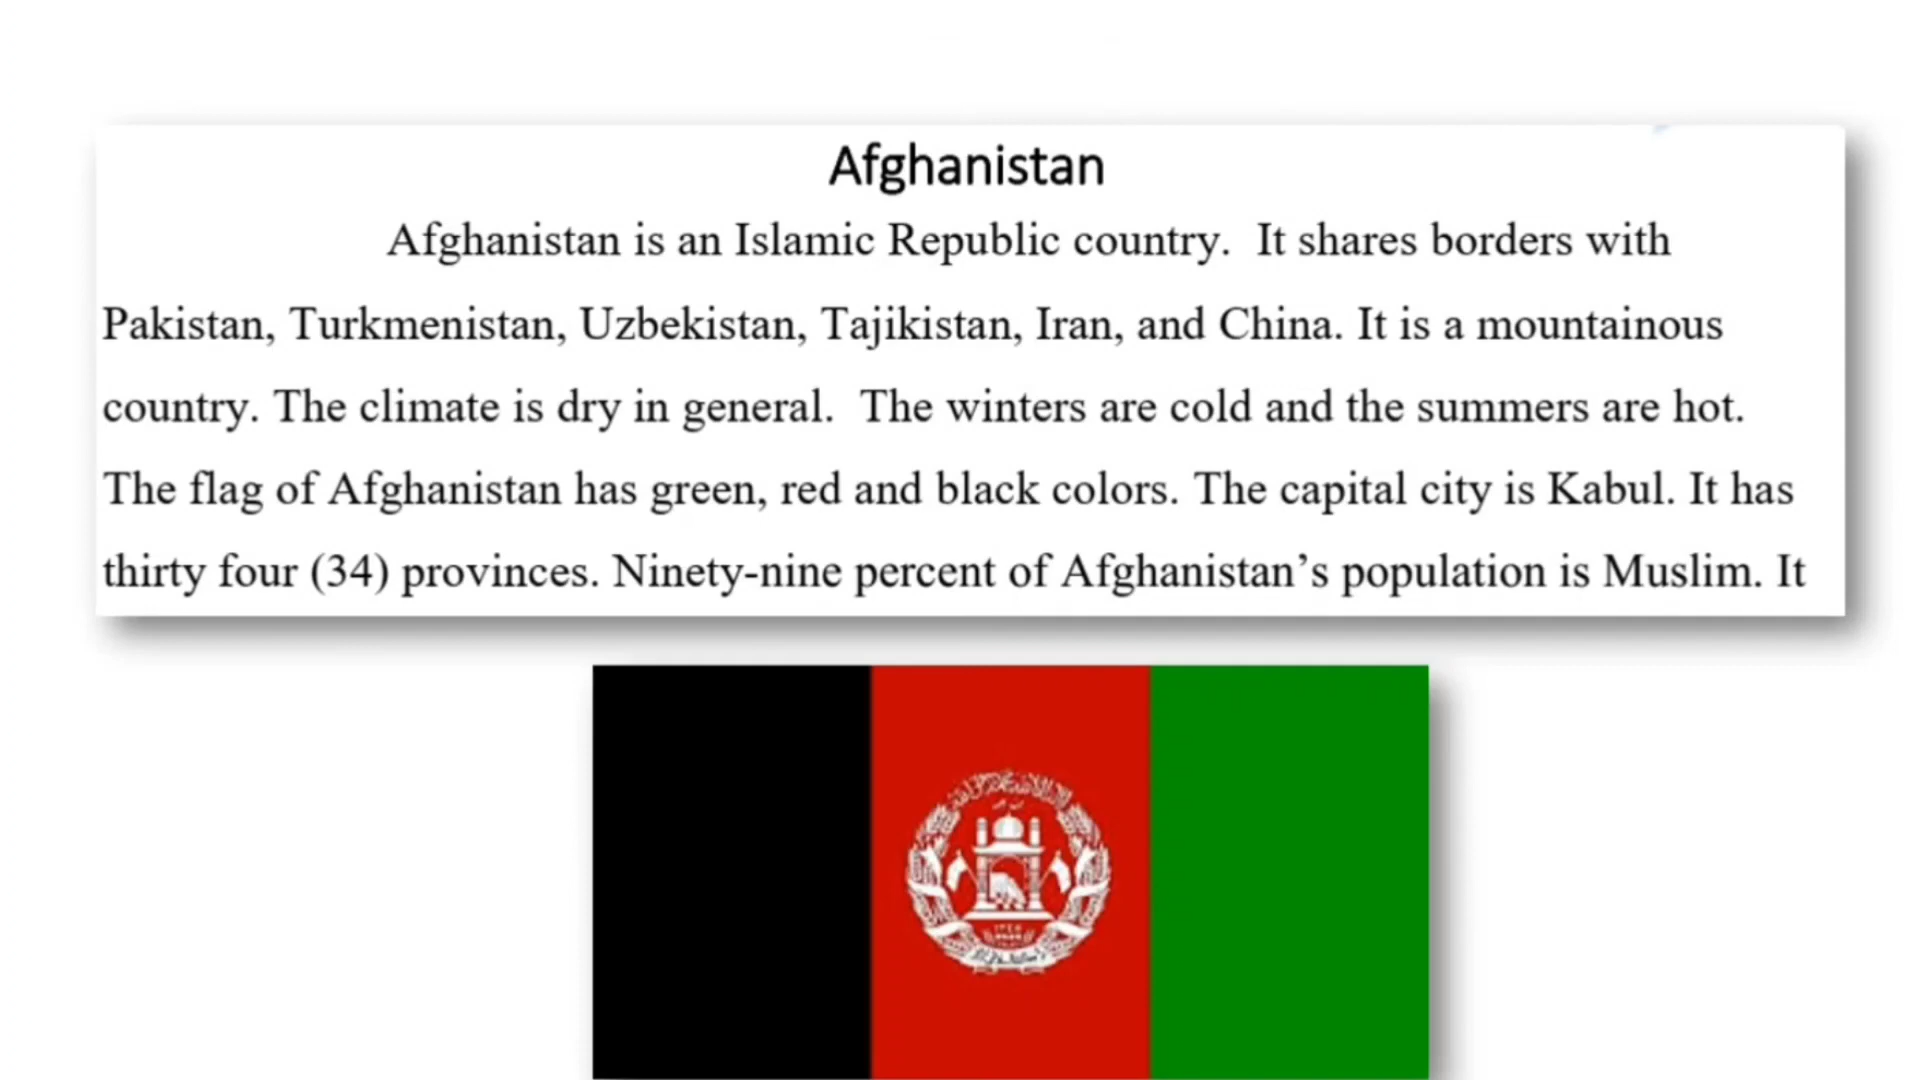 Afghanistan
Afghanistan is an Islamic Republic country.  It shares borders with
Pakistan, Turkmenistan, Uzbekistan, Tajikistan, Iran, and China. It is a mountainous
country. The climate is dry in general.  The winters are cold and the summers are hot.
The flag of Afghanistan has green, red and black colors. The capital city is Kabul. It has
thirty four (34) provinces. Ninety-nine percent of Afghanistan’s population is Muslim. It